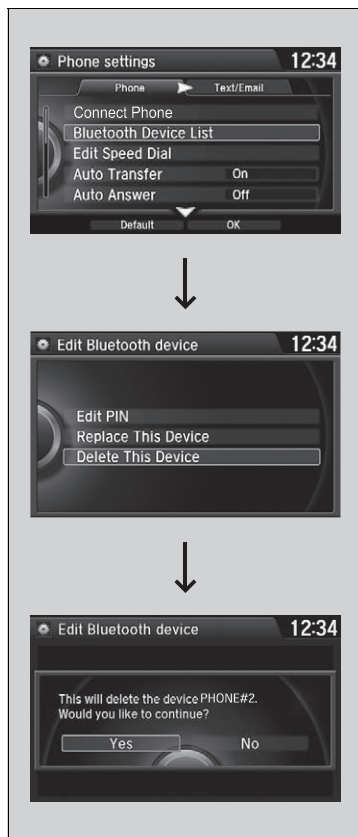 Phone settings 12:34
Phone Text/Email
Connect Phone
Bluetooth Device List
Edit Speed Dial
Auto Transfer On
Auto Answer Off
Default OK
Edit Bluetooth device 12:34
Edit PIN
Replace This Device
Delete This Device
Edit Bluetooth device 12:34
This will delete the device PHONE#2.
Would you like to continue?
Yes No